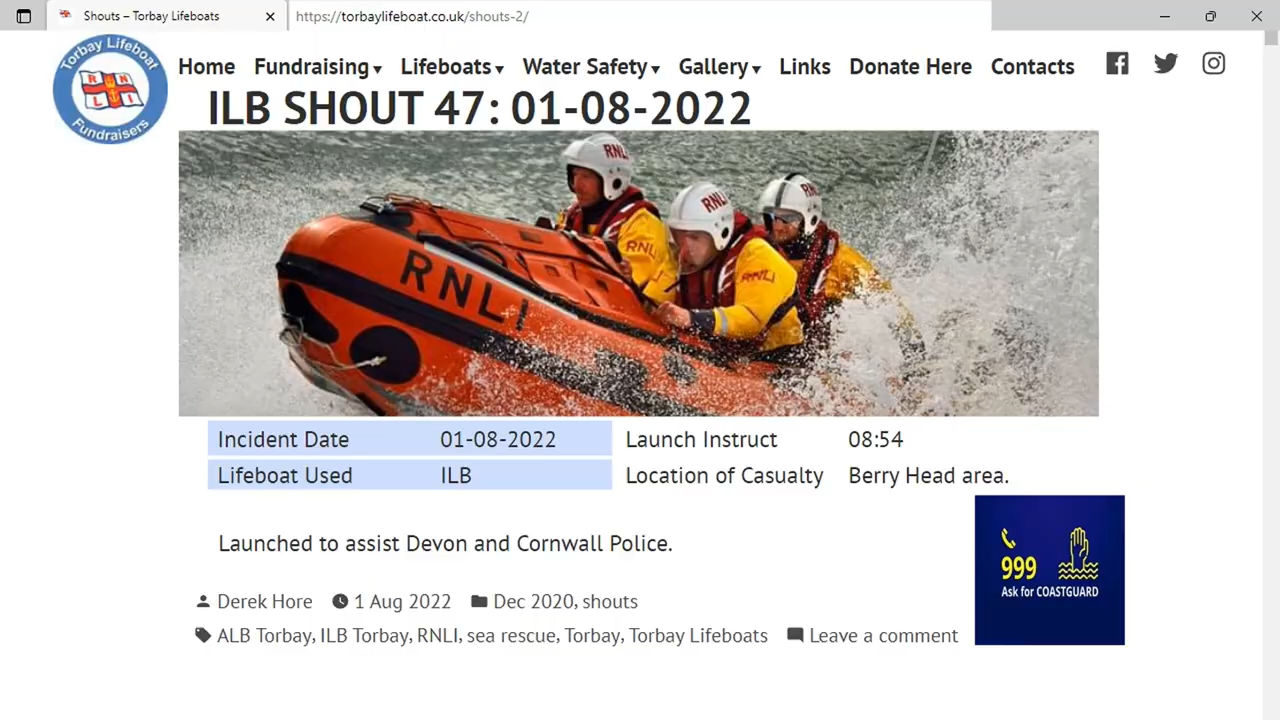 Shouts – Torbay Lifeboats
https://torbaylifeboat.co.uk/shouts-2/
Torbay Lifeboat
RNLI
Fundraisers
Home Fundraising Lifeboats Water Safety Gallery Links Donate Here Contacts
ILB SHOUT 47: 01-08-2022
RNLI
RNLI
RNLI
RNLI
RNLI
RNLI
Incident Date 01-08-2022 Launch Instruct 08:54
Lifeboat Used ILB Location of Casualty Berry Head area.
Launched to assist Devon and Cornwall Police.
999
Ask for COASTGUARD
Derek Hore 1 Aug 2022 Dec 2020, shouts
ALB Torbay, ILB Torbay, RNLI, sea rescue, Torbay, Torbay Lifeboats Leave a comment